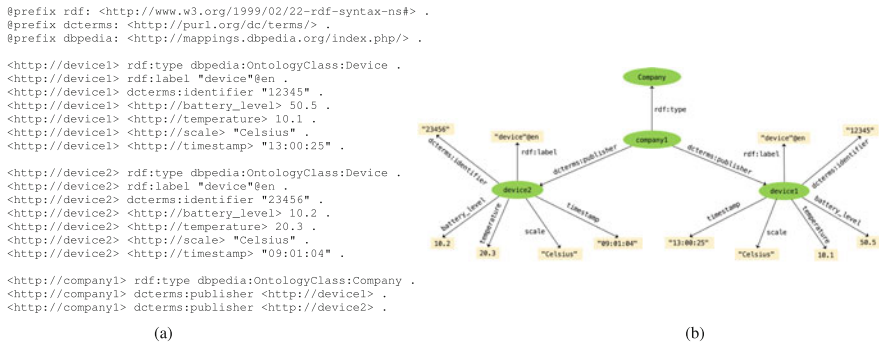 @prefix rdf: <http://www.w3.org/1999/02/22-rdf-syntax-ns#> .
@prefix dcterms: <http://purl.org/dc/terms/> .
@prefix dbpedia: <http://mappings.dbpedia.org/index.php/> .
<http://device1> rdf:type dbpedia:OntologyClass:Device .
<http://device1> rdf:label "device"@en .
<http://device1> dcterms:identifier "12345" .
<http://device1> <http://battery_level> 50.5 .
<http://device1> <http://temperature> 10.1 .
<http://device1> <http://scale> "Celsius" .
<http://device1> <http://timestamp> "13:00:25" .
<http://device2> rdf:type dbpedia:OntologyClass:Device .
<http://device2> rdf:label "device"@en .
<http://device2> dcterms:identifier "23456" .
<http://device2> <http://battery_level> 10.2 .
<http://device2> <http://temperature> 20.3 .
<http://device2> <http://scale> "Celsius" .
<http://device2> <http://timestamp> "09:01:04" .
<http://company1> rdf:type dbpedia:OntologyClass:Company .
<http://company1> dcterms:publisher <http://device1> .
<http://company1> dcterms:publisher <http://device2> .
(a)
Company
rdf:type
company1
"23456"
"device"@en
"device"@en
"12345"
dcterms:identifier
rdf:label
dcterms:publisher
dcterms:publisher
rdf:label
dcterms:identifier
device2
device1
battery_level
temperature
scale
timestamp
timestamp
scale
temperature
battery_level
10.2
20.3
"Celsius"
"09:01:04"
"13:00:25"
"Celsius"
10.1
50.5
(b)